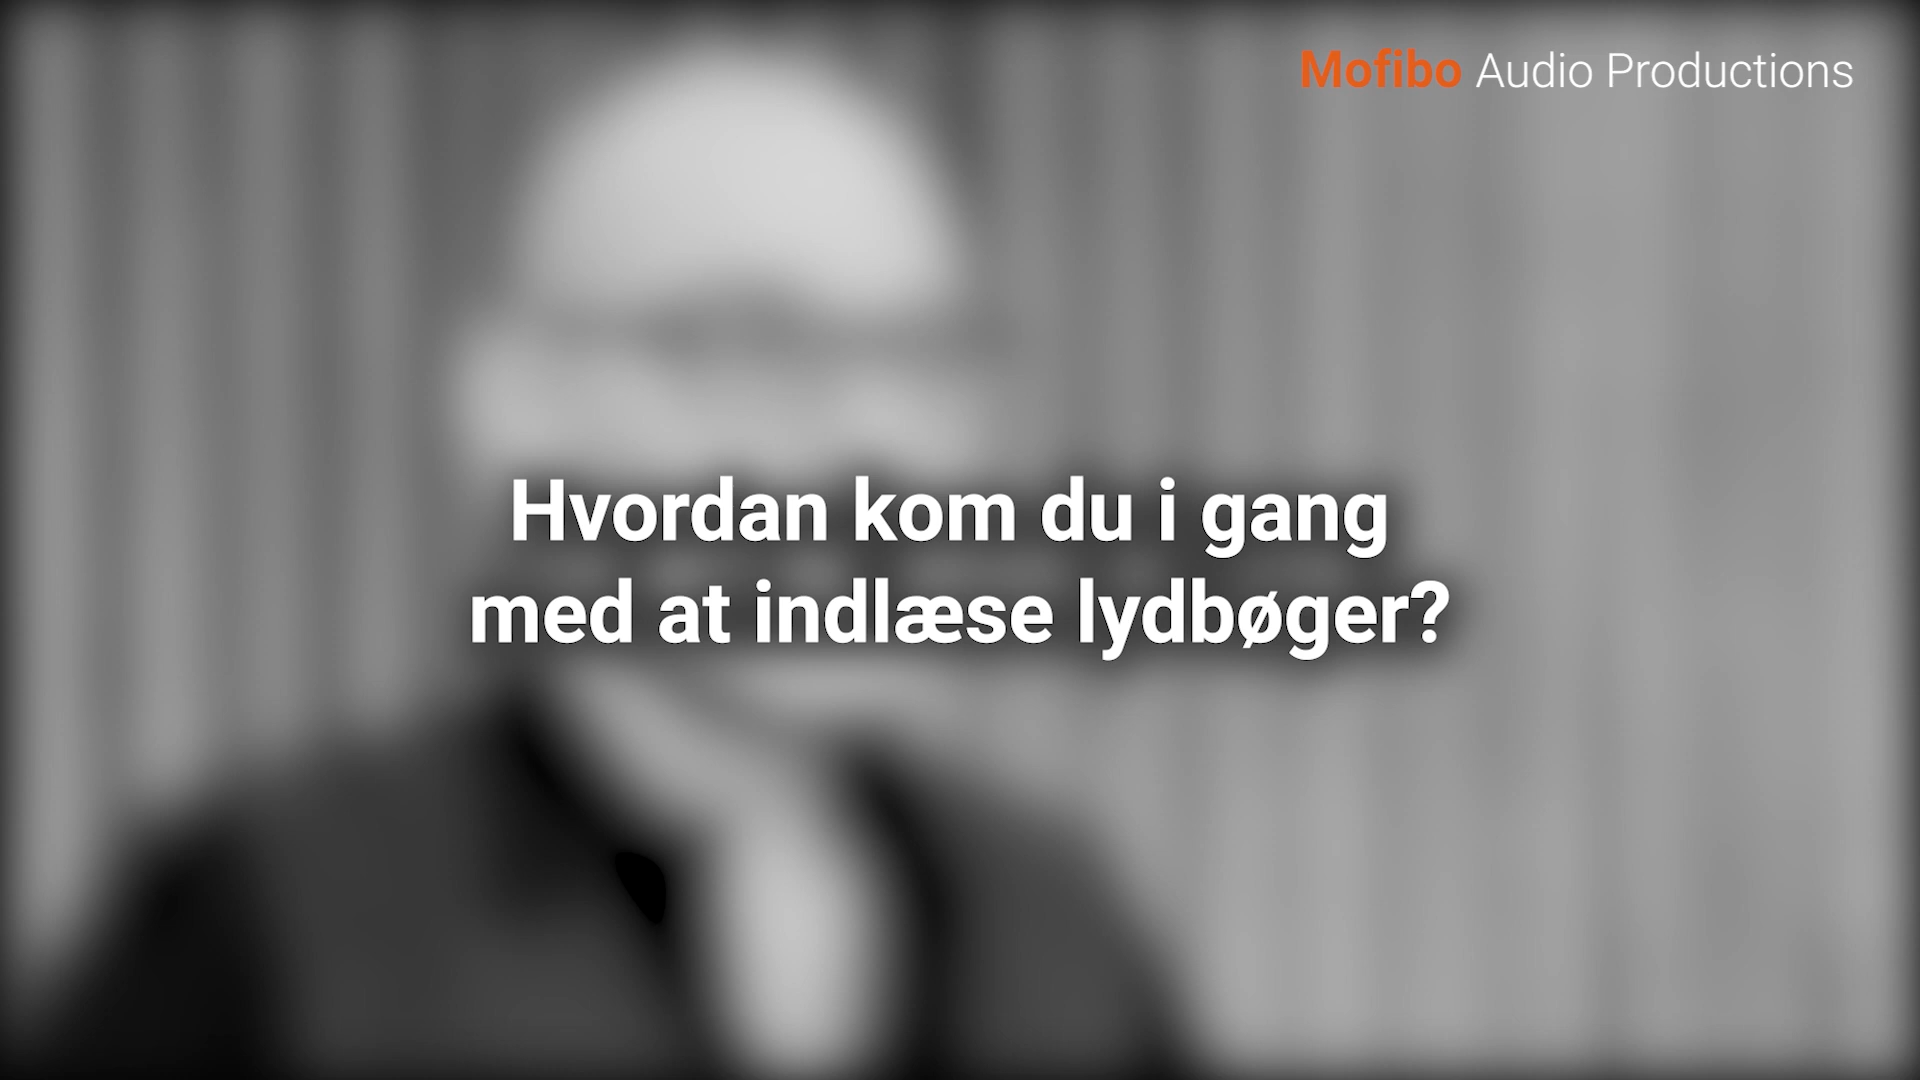 Mofibo Audio Productions
Hvordan kom du i gang
med at indlæse lydbøger?